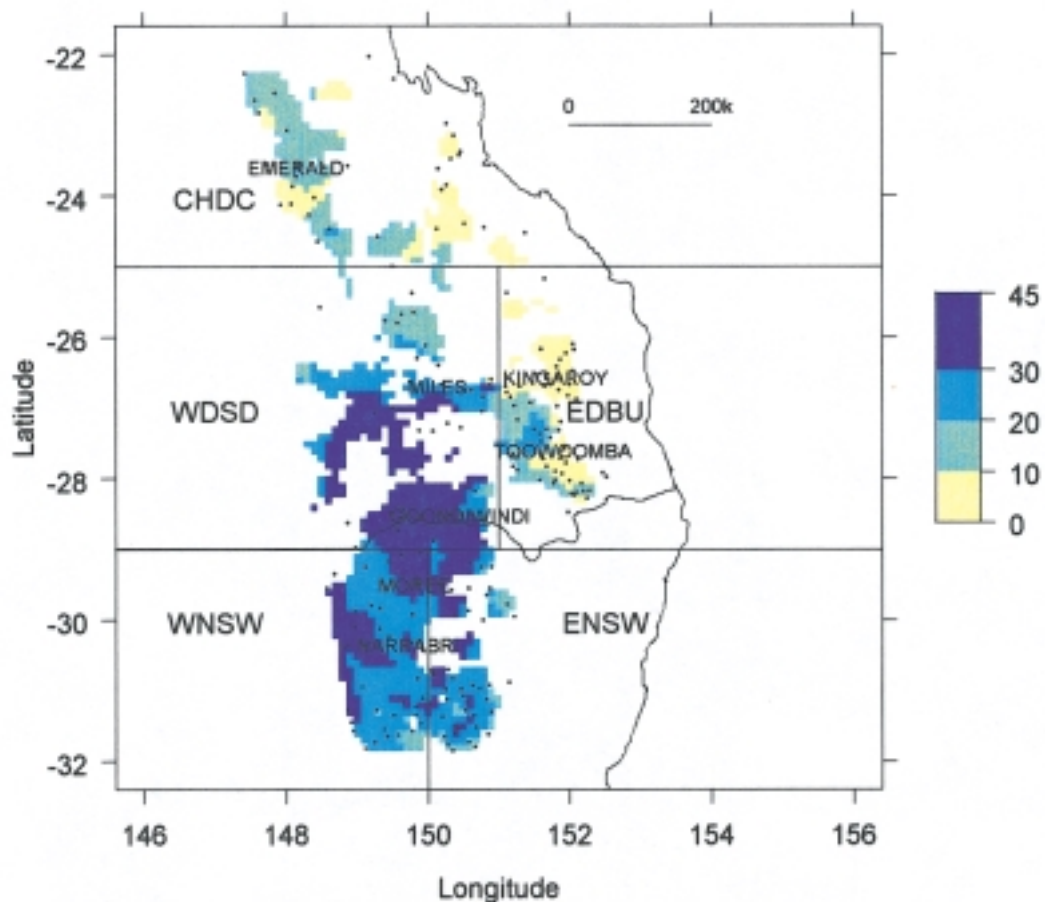 -22
0 200k
EMERALD
CHDC
-24
45
-26
30
MILES
KINGAROY
WDSD
EDBU
20
TOOWOOMBA
10
-28
GOONDIWINDI
0
MOREE
-30
WNSW
ENSW
NARRABRI
-32
146 148 150 152 154 156
Latitude
Longitude